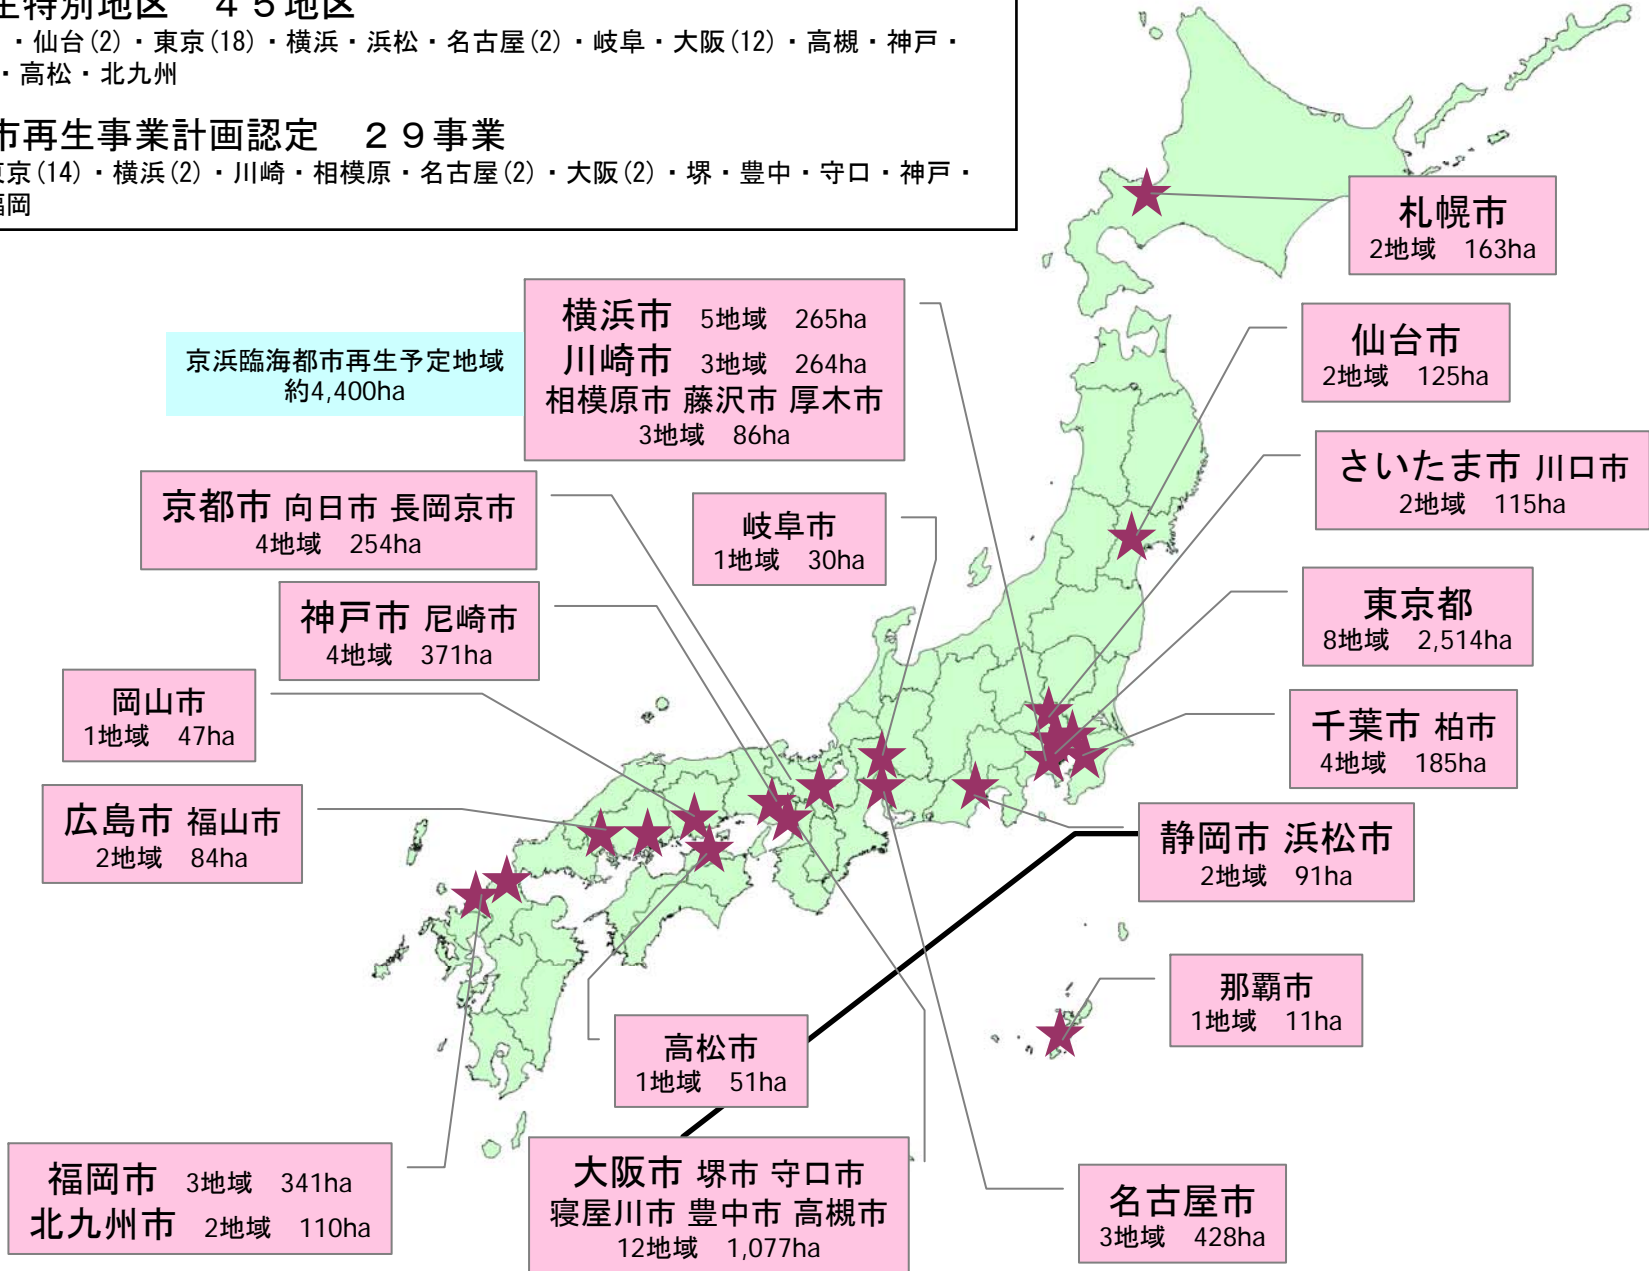 生特別地区　４５地区
・仙台(2)・東京(18)・横浜・浜松・名古屋(2)・岐阜・大阪(12)・高槻・神戸・
・高松・北九州
市再生事業計画認定　２９事業
東京(14)・横浜(2)・川崎・相模原・名古屋(2)・大阪(2)・堺・豊中・守口・神戸・
福岡
札幌市
2地域　163ha
横浜市　5地域　265ha
川崎市　3地域　264ha
相模原市 藤沢市 厚木市
3地域　86ha
京浜臨海都市再生予定地域
約4,400ha
仙台市
2地域　125ha
さいたま市 川口市
2地域　115ha
京都市 向日市 長岡京市
4地域　254ha
岐阜市
1地域　30ha
神戸市 尼崎市
4地域　371ha
東京都
8地域　2,514ha
岡山市
1地域　47ha
千葉市 柏市
4地域　185ha
広島市 福山市
2地域　84ha
静岡市 浜松市
2地域　91ha
那覇市
1地域　11ha
高松市
1地域　51ha
福岡市　3地域　341ha
北九州市　2地域　110ha
大阪市 堺市 守口市
寝屋川市 豊中市 高槻市
12地域　1,077ha
名古屋市
3地域　428ha